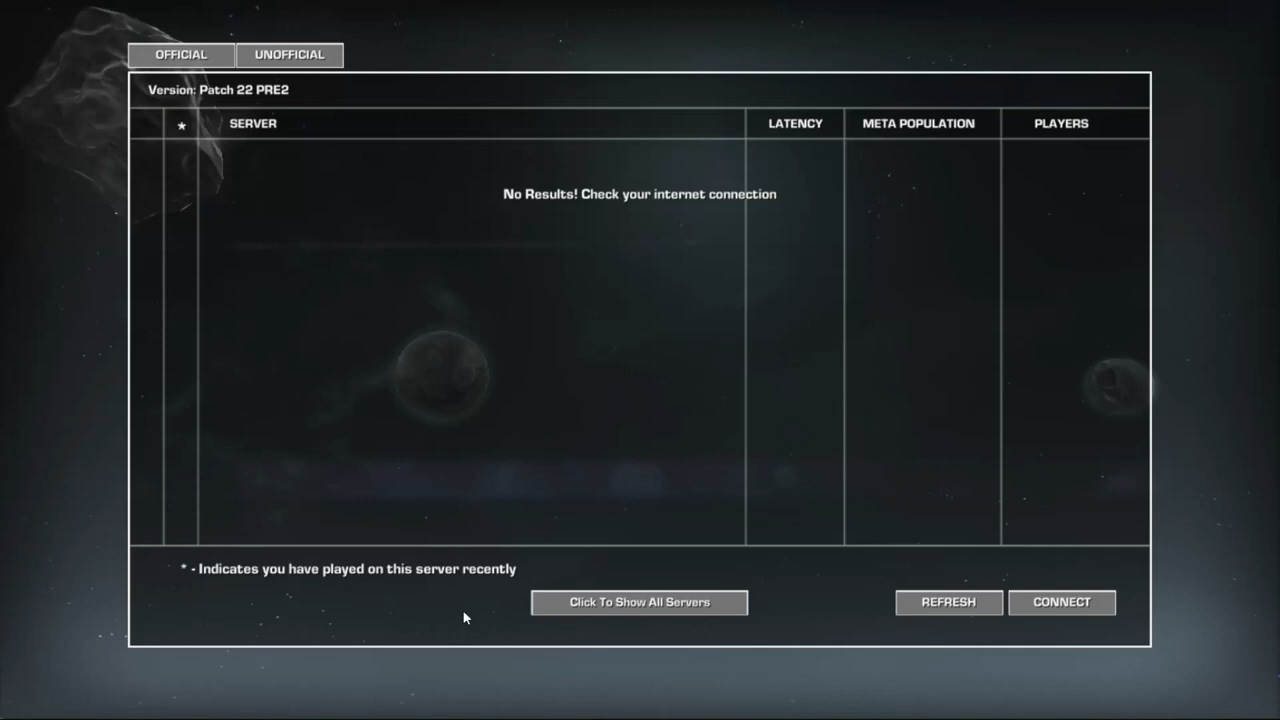 OFFICIAL UNOFFICIAL
Version: Patch 22 PRE2
* SERVER LATENCY META POPULATION PLAYERS
No Results! Check your internet connection
* - Indicates you have played on this server recently
Click To Show All Servers REFRESH CONNECT